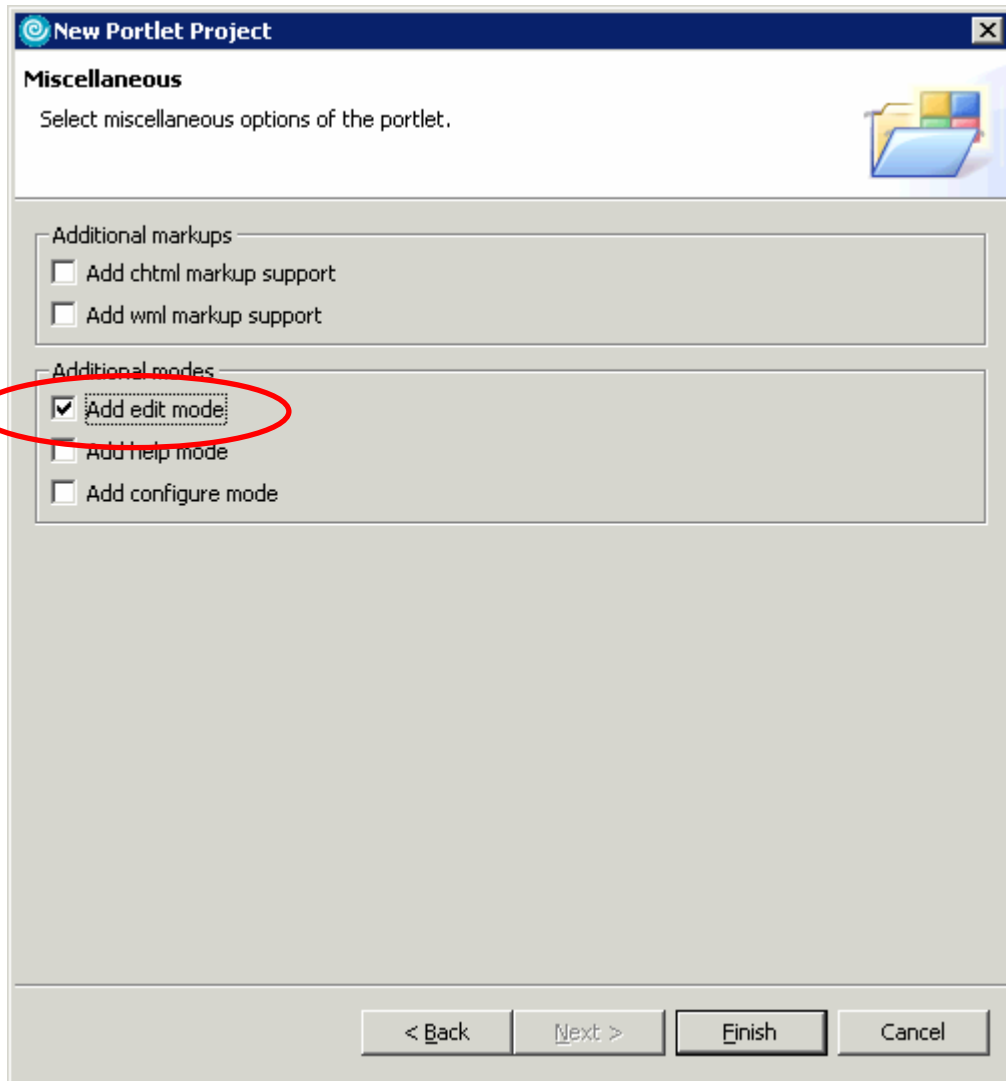 New Portlet Project
Miscellaneous
Select miscellaneous options of the portlet.
Additional markups
Add chtml markup support
Add wml markup support
Additional modes
Add edit mode
Add help mode
Add configure mode
< Back Next > Finish Cancel